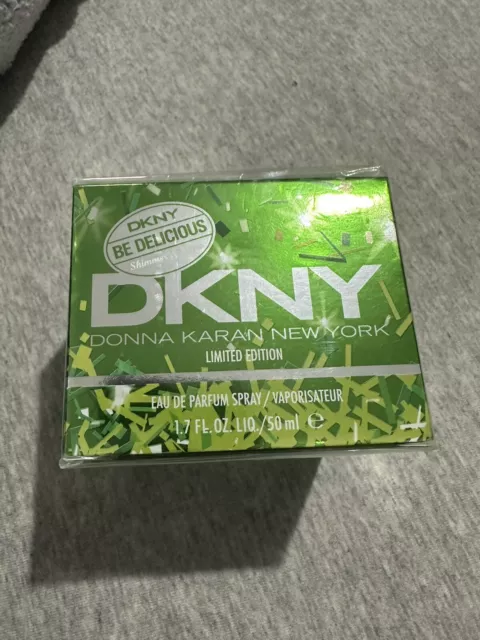 DKNY
BE DELICIOUS
DKNY
DONNA KARAN NEW YORK
LIMITED EDITION
EAU DE PARFUM SPRAY / VAPORISATEUR
1.7 FL. OZ. LIQ./50 ml ℮